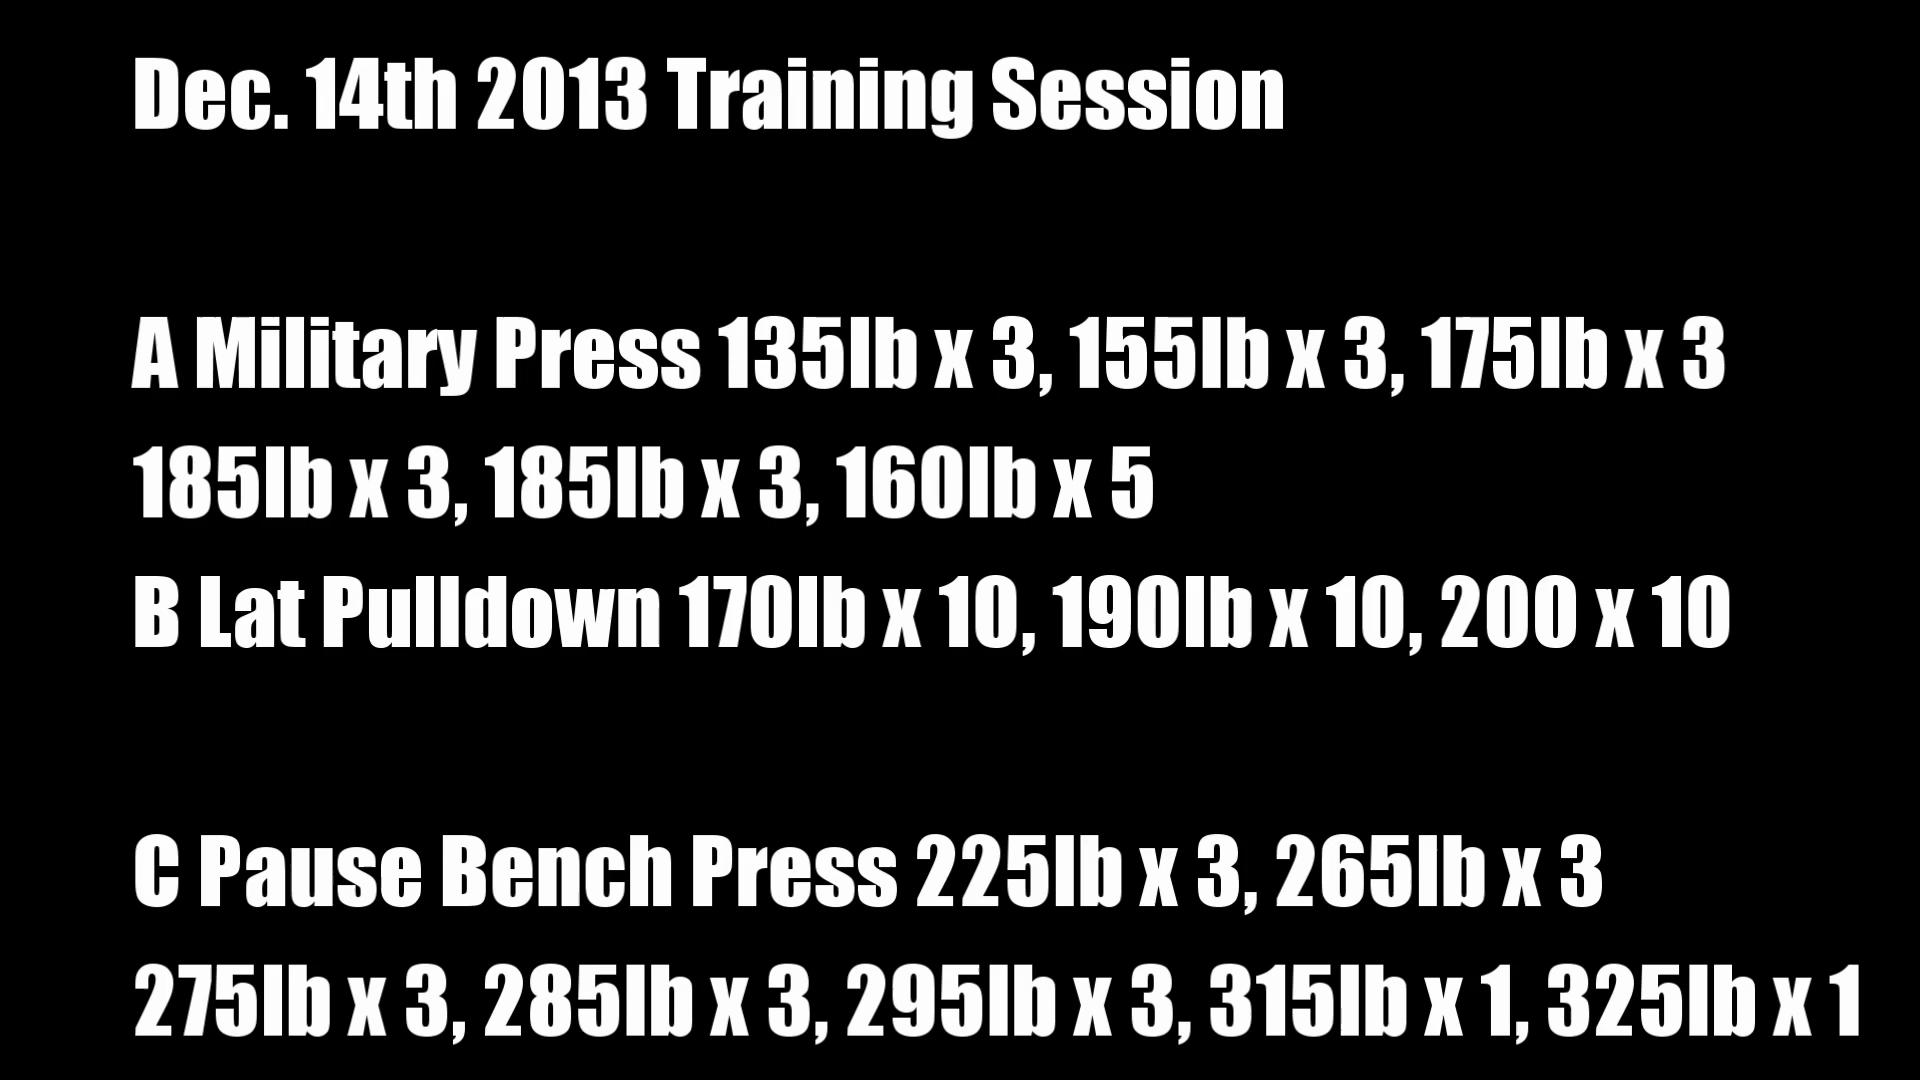 Dec. 14th 2013 Training Session
A Military Press 135lb x 3, 155lb x 3, 175lb x 3
185lb x 3, 185lb x 3, 160lb x 5
B Lat Pulldown 170lb x 10, 190lb x 10, 200 x 10
C Pause Bench Press 225lb x 3, 265lb x 3
275lb x 3, 285lb x 3, 295lb x 3, 315lb x 1, 325lb x 1